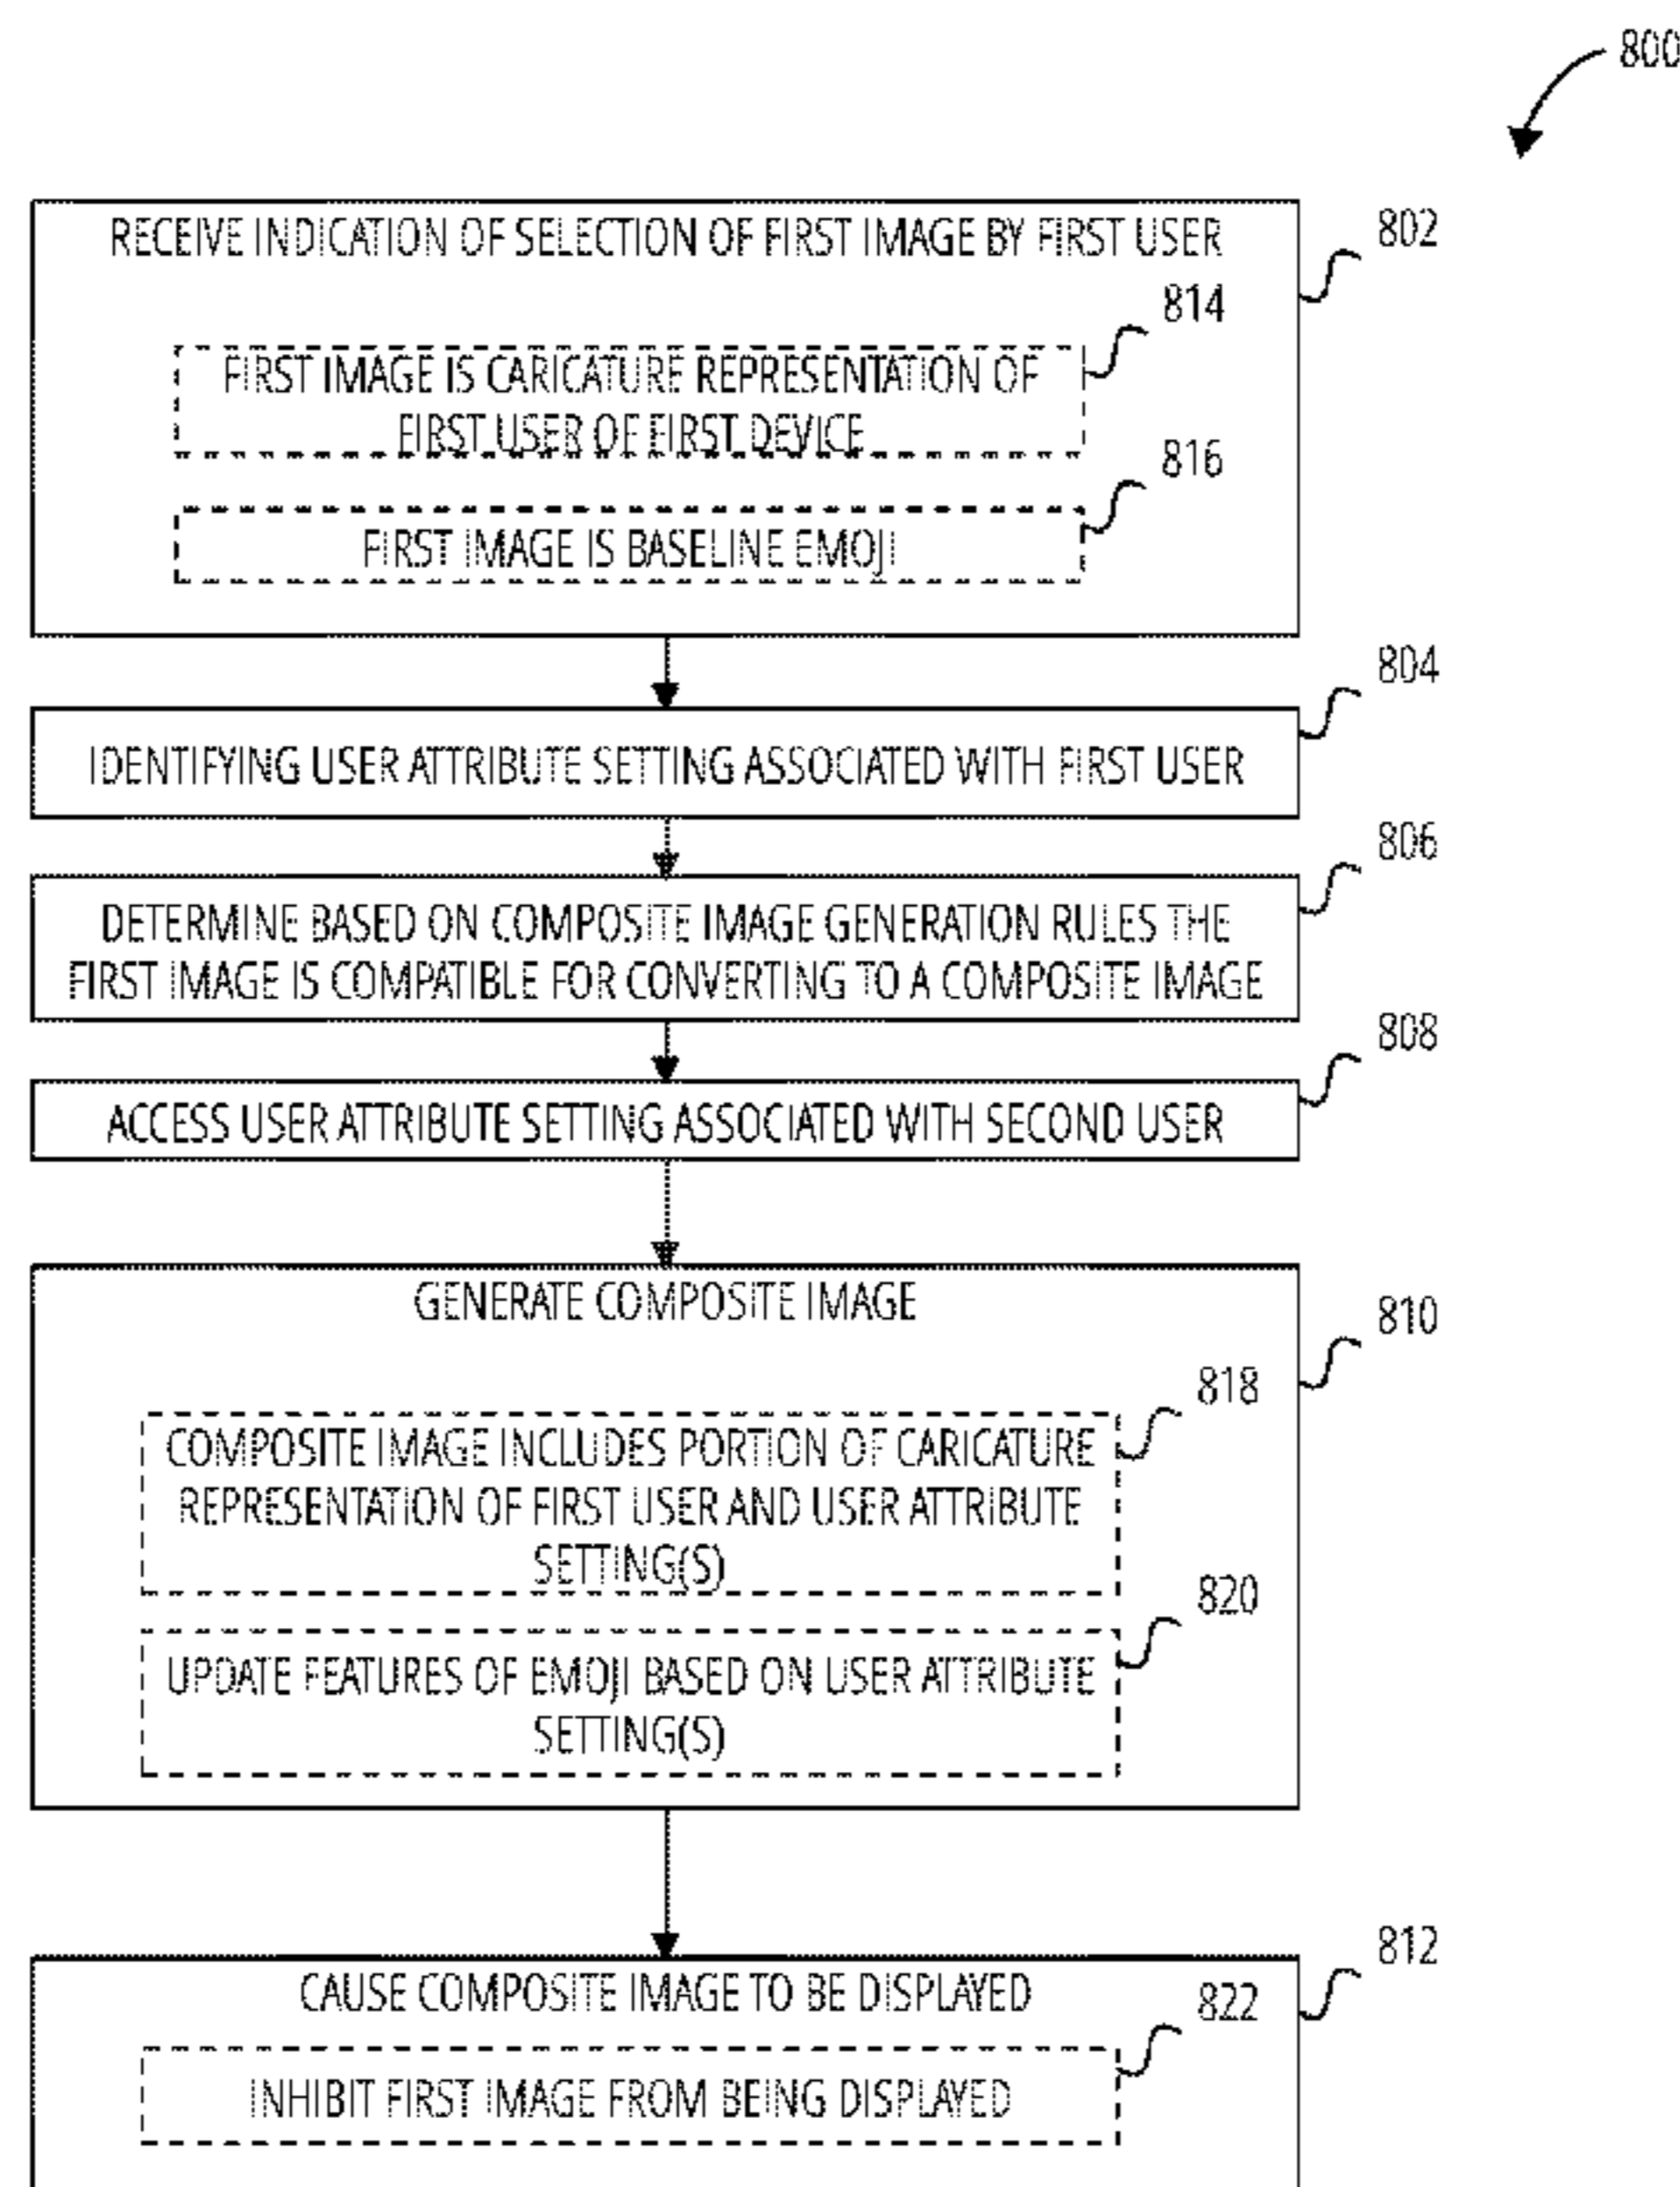 800
RECEIVE INDICATION OF SELECTION OF FIRST IMAGE BY FIRST USER
802
814
FIRST IMAGE IS CARICATURE REPRESENTATION OF
FIRST USER OF FIRST DEVICE
816
FIRST IMAGE IS BASELINE EMOJI
804
IDENTIFYING USER ATTRIBUTE SETTING ASSOCIATED WITH FIRST USER
806
DETERMINE BASED ON COMPOSITE IMAGE GENERATION RULES THE
FIRST IMAGE IS COMPATIBLE FOR CONVERTING TO A COMPOSITE IMAGE
808
ACCESS USER ATTRIBUTE SETTING ASSOCIATED WITH SECOND USER
GENERATE COMPOSITE IMAGE
810
818
COMPOSITE IMAGE INCLUDES PORTION OF CARICATURE
REPRESENTATION OF FIRST USER AND USER ATTRIBUTE
SETTING(S)
820
UPDATE FEATURES OF EMOJI BASED ON USER ATTRIBUTE
SETTING(S)
812
CAUSE COMPOSITE IMAGE TO BE DISPLAYED
822
INHIBIT FIRST IMAGE FROM BEING DISPLAYED